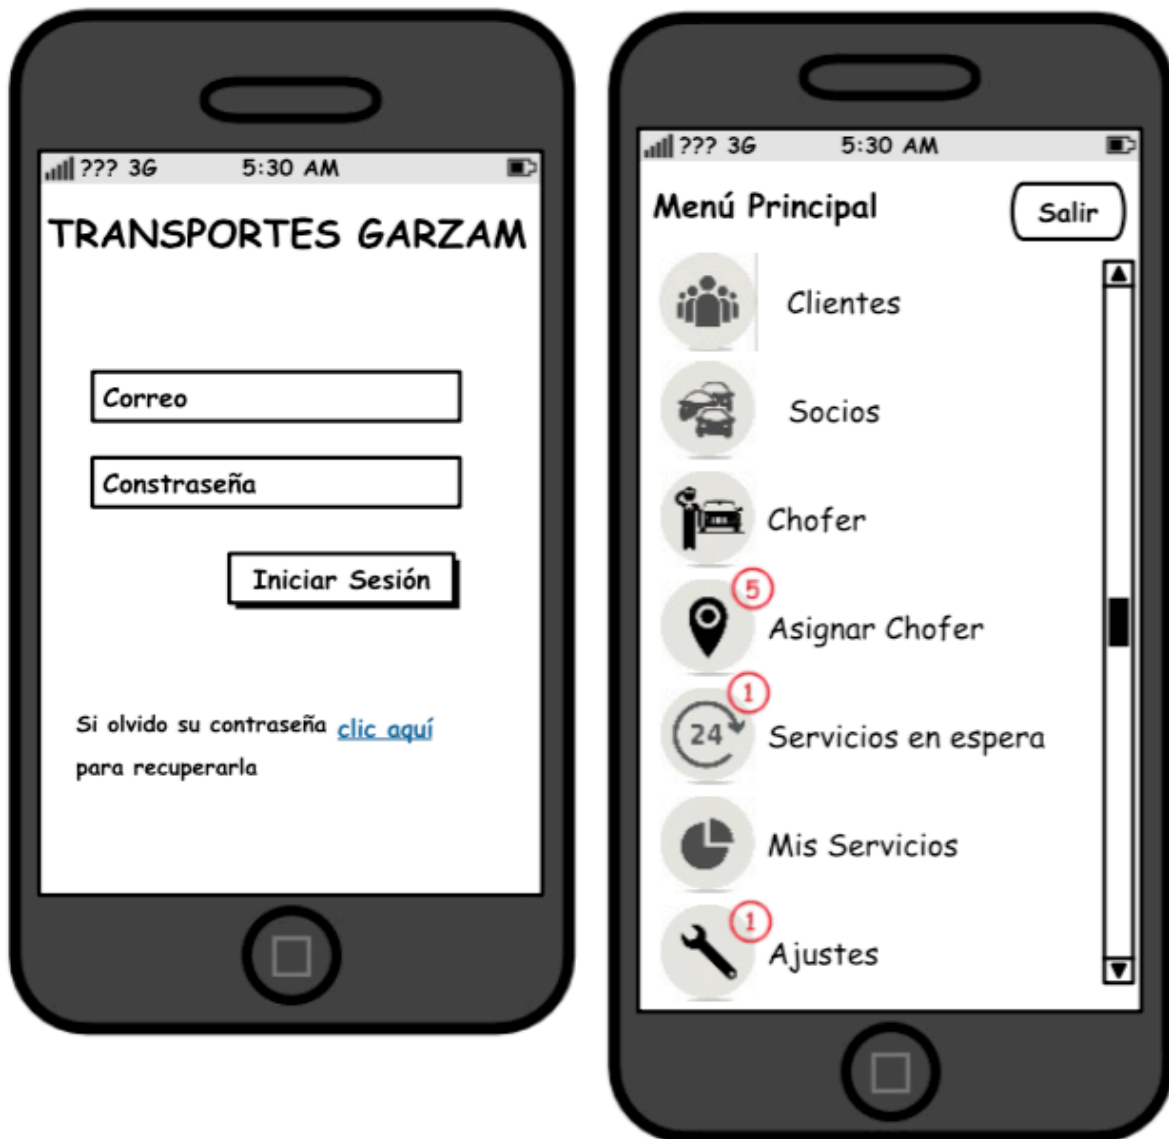 ??? 3G 5:30 AM
TRANSPORTES GARZAM
Correo
Constraseña
Iniciar Sesión
Si olvido su contraseña clic aquí
para recuperarla
??? 3G 5:30 AM
Menú Principal
Salir
Clientes
Socios
Chofer
5
Asignar Chofer
1
24
Servicios en espera
Mis Servicios
1
Ajustes